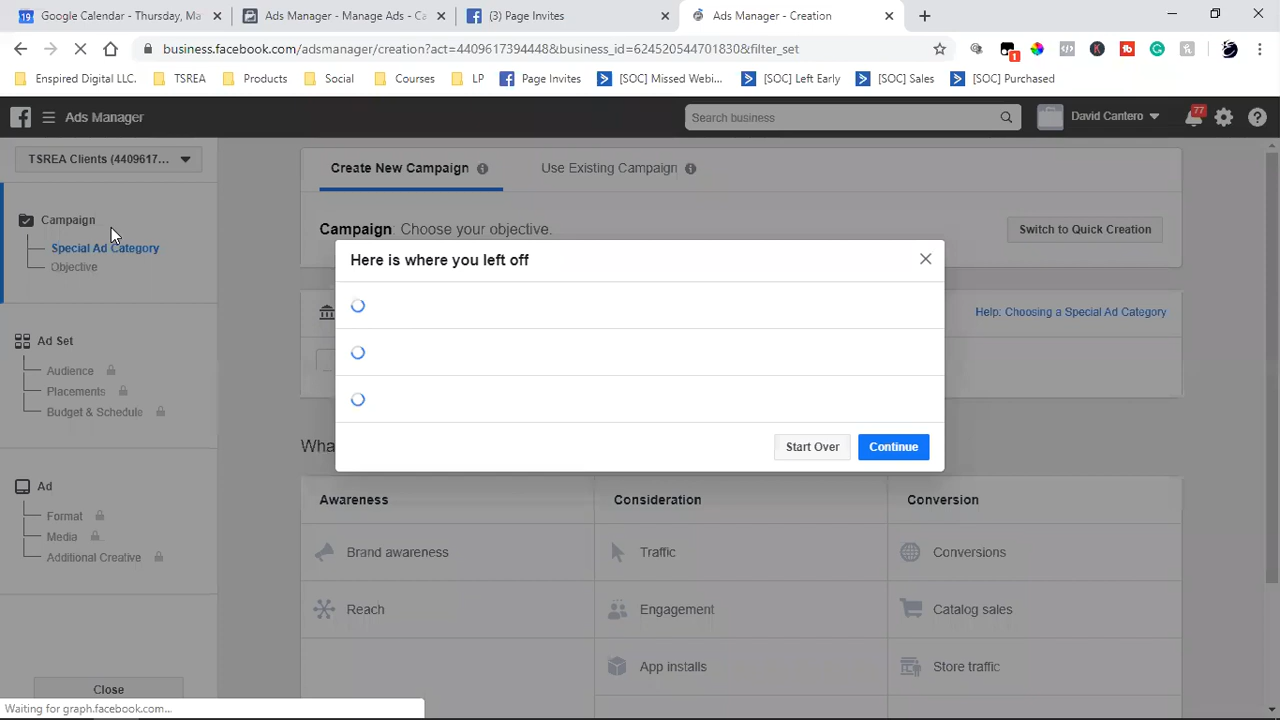 Google Calendar - Thursday, Ma
Ads Manager - Manage Ads - Ca
(3) Page Invites
Ads Manager - Creation
business.facebook.com/adsmanager/creation?act=4409617394448&business_id=624520544701830&filter_set
Enspired Digital LLC.
TSREA
Products
Social
Courses
LP
Page Invites
[SOC] Missed Webi...
[SOC] Left Early
[SOC] Sales
[SOC] Purchased
1
Ads Manager
Search business
David Cantero
77
TSREA Clients (4409617...
Create New Campaign
Use Existing Campaign
Campaign
Special Ad Category
Objective
Campaign: Choose your objective.
Switch to Quick Creation
Here is where you left off
Help: Choosing a Special Ad Category
Ad Set
Audience
Placements
Budget & Schedule
Start Over
Continue
Wha
Ad
Format
Media
Additional Creative
Awareness
Consideration
Conversion
Brand awareness
Traffic
Conversions
Reach
Engagement
Catalog sales
App installs
Store traffic
Close
Waiting for graph.facebook.com...